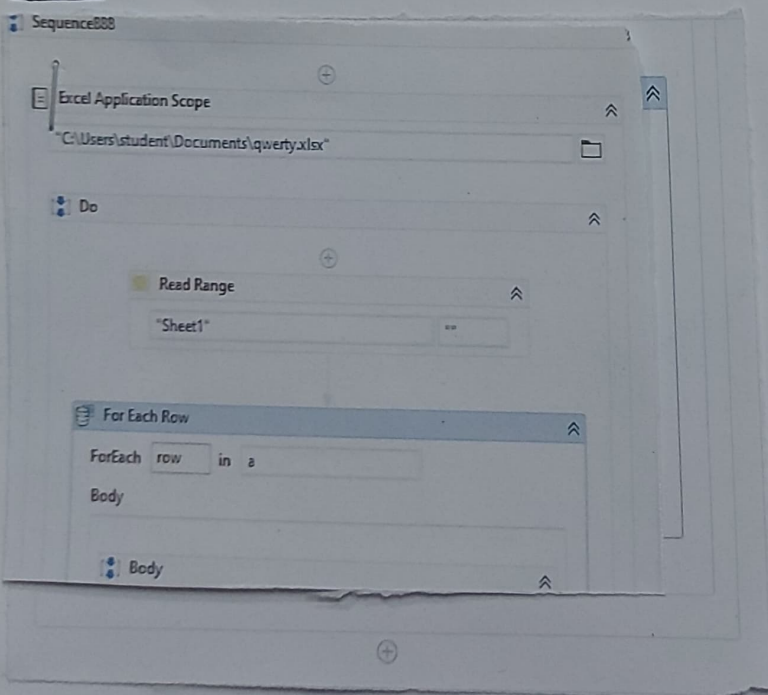 Sequence888
Excel Application Scope
"C:\Users\student\Documents\qwerty.xlsx"
Do
Read Range
"Sheet1" ""
For Each Row
ForEach row in a
Body
Body